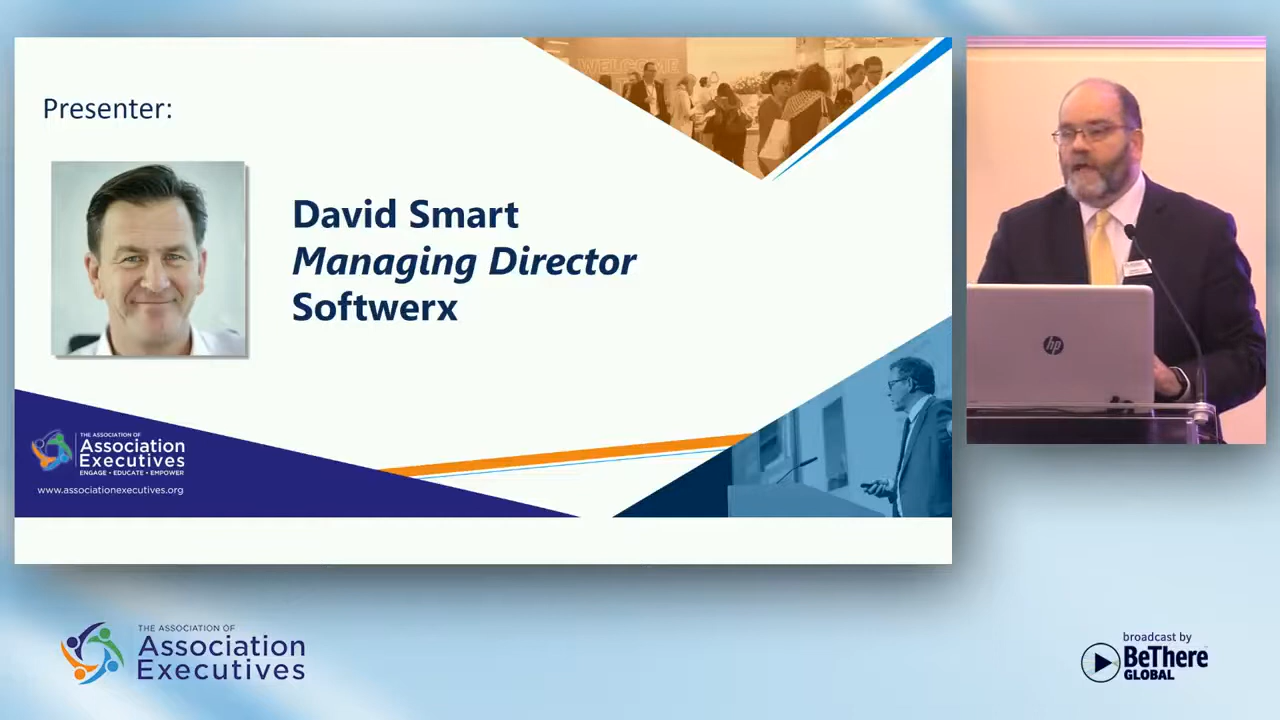 WELCOME
Presenter:
David Smart
Managing Director
Softwerx
THE ASSOCIATION OF
Association
Executives
ENGAGE • EDUCATE • EMPOWER
www.associationexecutives.org
hp
THE ASSOCIATION OF
Association
Executives
broadcast by
BeThere
GLOBAL